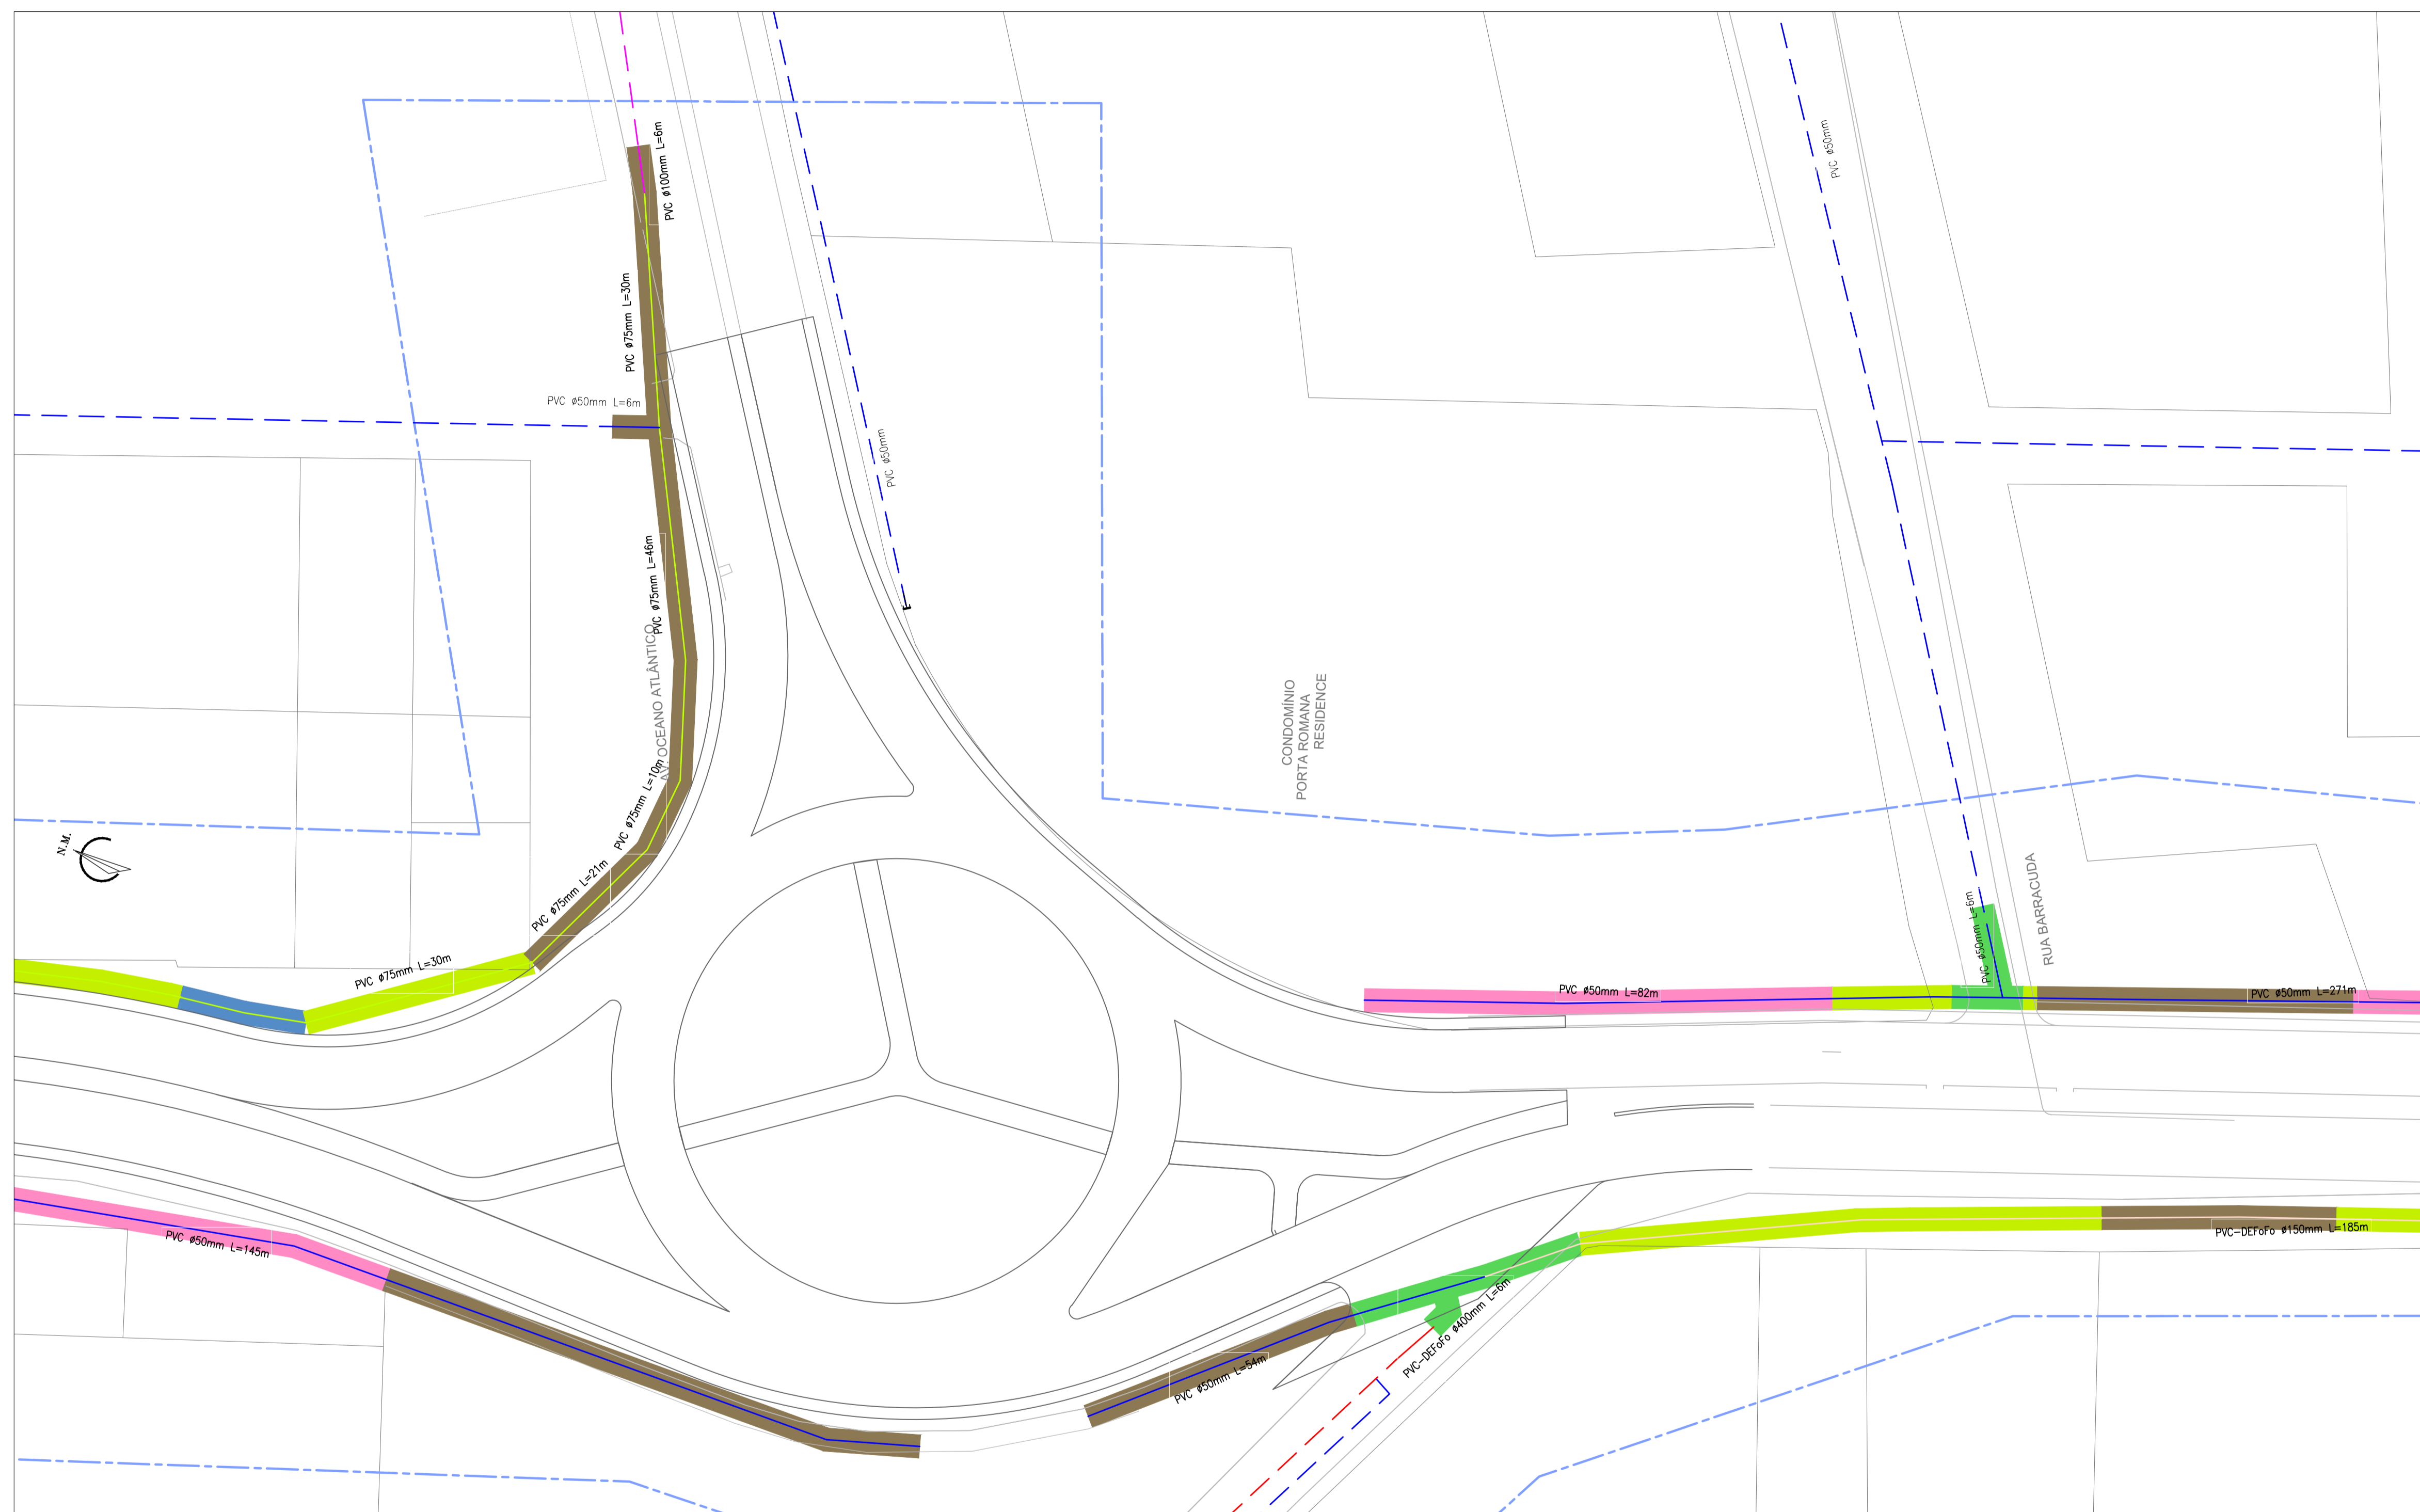 PVC ø100mm L=6m
PVC ø50mm
PVC ø75mm L=30m
PVC ø50mm L=6m
PVC ø50mm
PVC ø75mm L=46m
AV. OCEANO ATLÂNTICO
CONDOMÍNIO
PORTA ROMANA
RESIDENCE
PVC ø75mm L=10m
N.M.
PVC ø75mm L=21m
RUA BARRACUDA
PVC ø50mm L=6m
PVC ø75mm L=30m
PVC ø50mm L=82m
PVC ø50mm L=271m
PVC ø50mm L=145m
PVC-DEFoFo ø150mm L=185m
PVC-DEFoFo ø400mm L=6m
PVC ø50mm L=54m